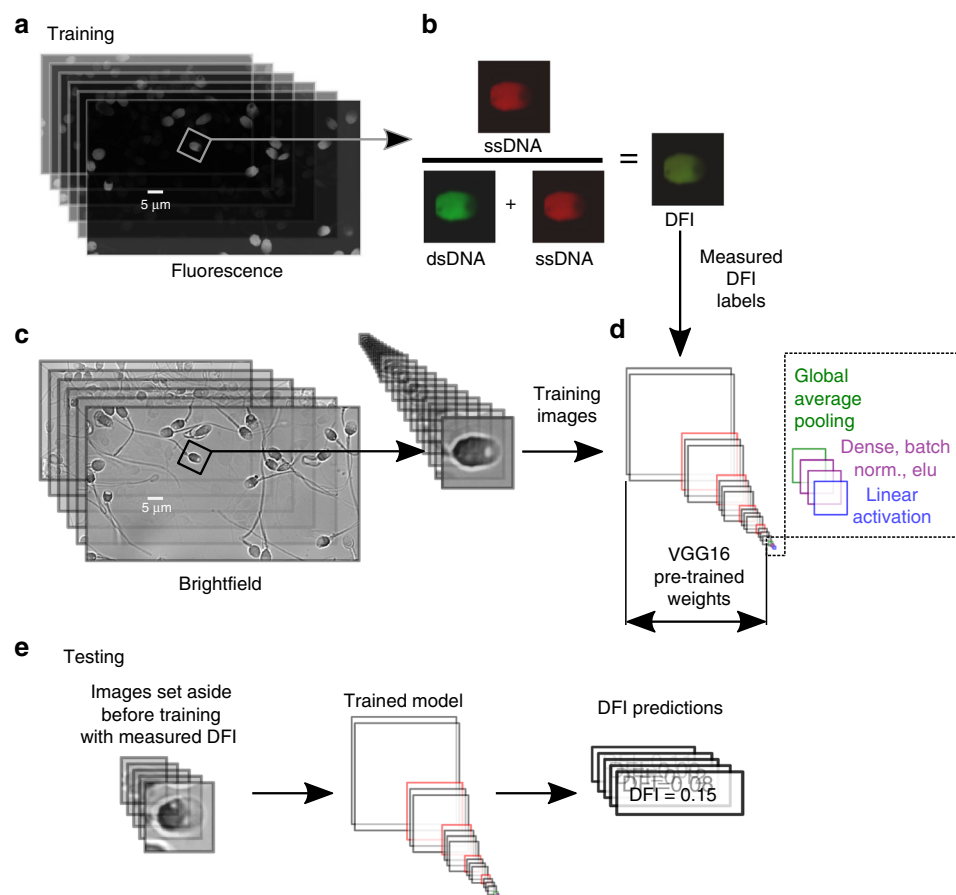 a
Training
5 μm
Fluorescence
b
ssDNA
=
dsDNA
+
ssDNA
DFI
Measured
DFI
labels
c
5 μm
Brightfield
Training
images
d
Global
average
pooling
Dense, batch
norm., elu
Linear
activation
VGG16
pre-trained
weights
e
Testing
Images set aside
before training
with measured DFI
Trained model
DFI predictions
DFI = 0.15